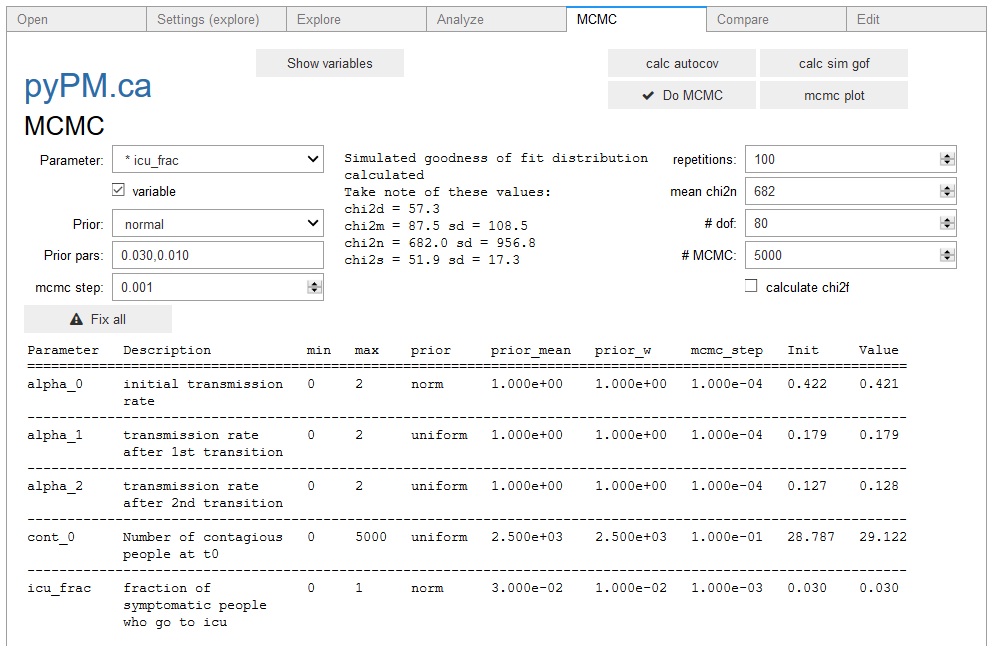 Open Settings (explore) Explore Analyze MCMC Compare Edit
Show variables calc autocov calc sim gof
pyPM.ca
Do MCMC mcmc plot
MCMC
Parameter: * icu_frac
variable
Prior: normal
Prior pars: 0.030,0.010
mcmc step: 0.001
Fix all
Simulated goodness of fit distribution
calculated
Take note of these values:
chi2d = 57.3
chi2m = 87.5 sd = 108.5
chi2n = 682.0 sd = 956.8
chi2s = 51.9 sd = 17.3
repetitions: 100
mean chi2n 682
# dof: 80
# MCMC: 5000
calculate chi2f
Parameter Description min max prior prior_mean prior_w mcmc_step Init Value
==============================================================================================================
alpha_0 initial transmission 0 2 norm 1.000e+00 1.000e+00 1.000e-04 0.422 0.421
rate
--------------------------------------------------------------------------------------------------------------
alpha_1 transmission rate 0 2 uniform 1.000e+00 1.000e+00 1.000e-04 0.179 0.179
after 1st transition
--------------------------------------------------------------------------------------------------------------
alpha_2 transmission rate 0 2 uniform 1.000e+00 1.000e+00 1.000e-04 0.127 0.128
after 2nd transition
--------------------------------------------------------------------------------------------------------------
cont_0 Number of contagious 0 5000 uniform 2.500e+03 2.500e+03 1.000e-01 28.787 29.122
people at t0
--------------------------------------------------------------------------------------------------------------
icu_frac fraction of 0 1 norm 3.000e-02 1.000e-02 1.000e-03 0.030 0.030
symptomatic people
who go to icu